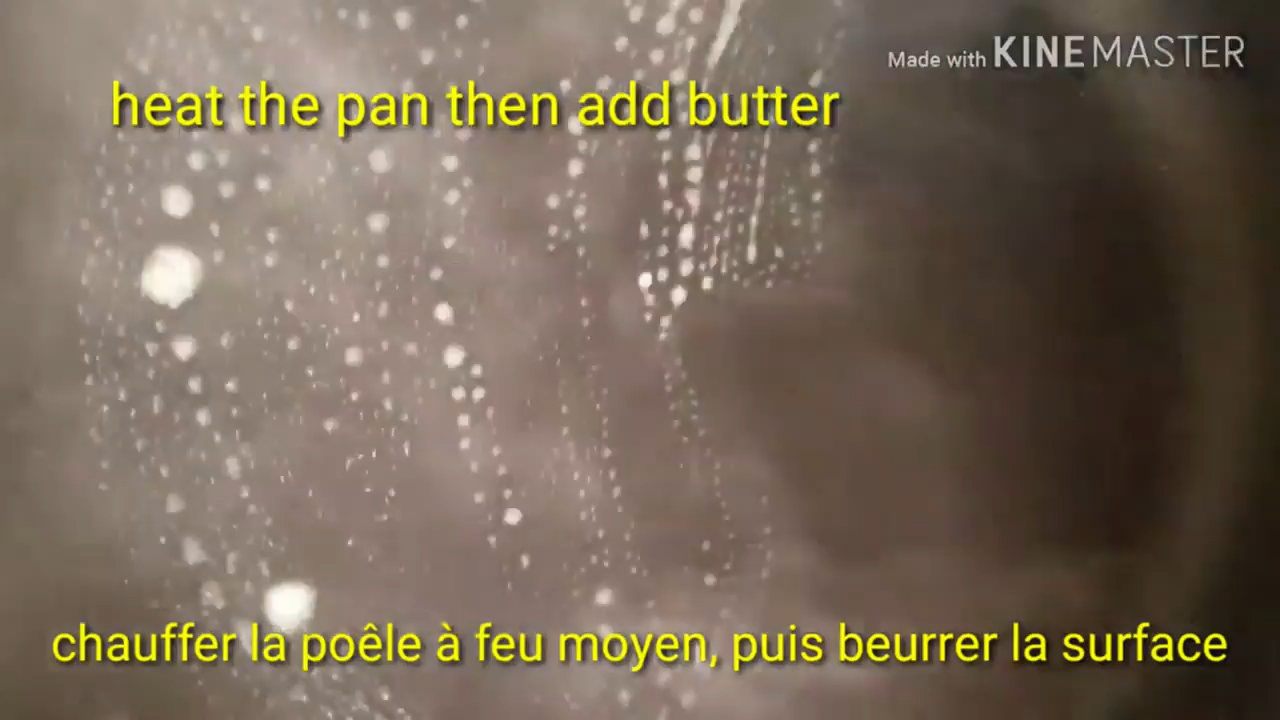 Made with KINEMASTER
heat the pan then add butter
chauffer la poêle à feu moyen, puis beurrer la surface